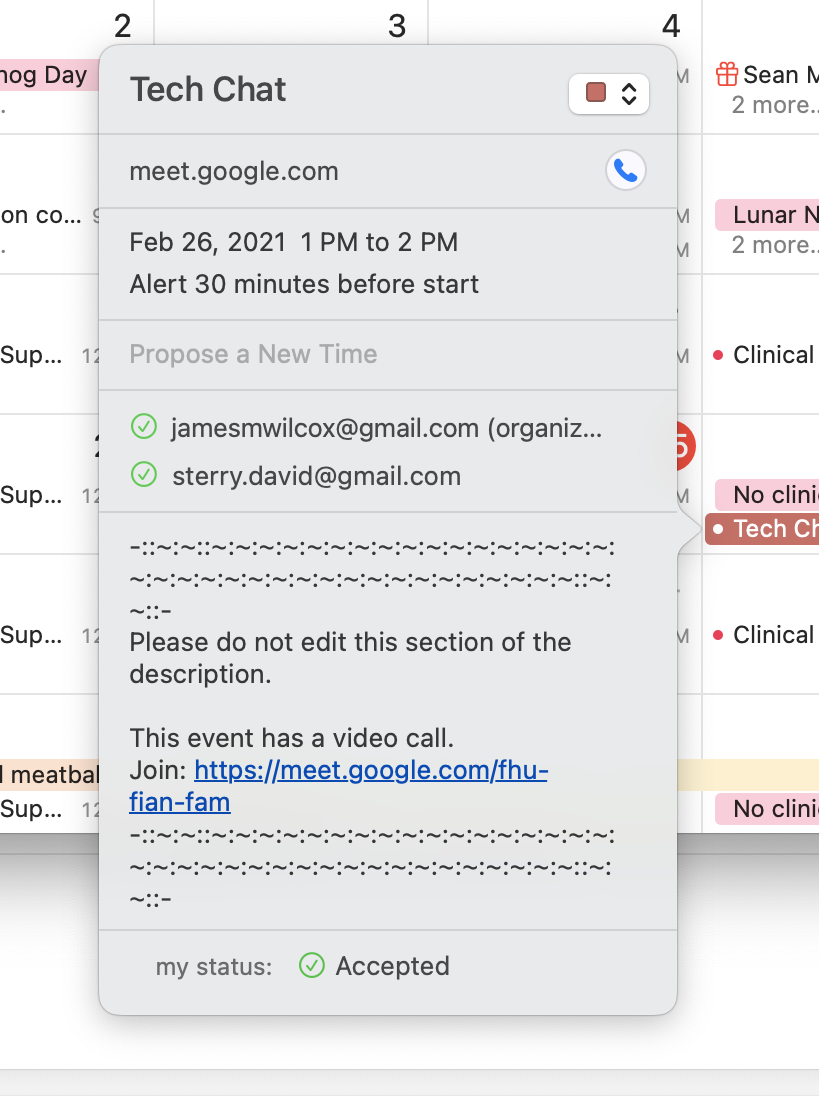 2
3
4
hog Day
Tech Chat
M
Sean M
2 more..
meet.google.com
on co...
Lunar N
Feb 26, 2021 1 PM to 2 PM
M
2 more..
M
Alert 30 minutes before start
Sup... 12
Propose a New Time
M
Clinical
jamesmwilcox@gmail.com (organiz...
5
sterry.david@gmail.com
Sup... 12
M
No clini
Tech Ch
-::~:~::~:~:~:~:~:~:~:~:~:~:~:~:~:~:~:~:~:~:
~:~:~:~:~:~:~:~:~:~:~:~:~:~:~:~:~:~:~::~:
~::-
Please do not edit this section of the
description.
Sup... 12
M
Clinical
This event has a video call.
Join: https://meet.google.com/fhu-
fian-fam
meatbal
Sup... 12
No clini
-::~:~::~:~:~:~:~:~:~:~:~:~:~:~:~:~:~:~:~:~:
~:~:~:~:~:~:~:~:~:~:~:~:~:~:~:~:~:~:~::~:
~::-
my status: Accepted